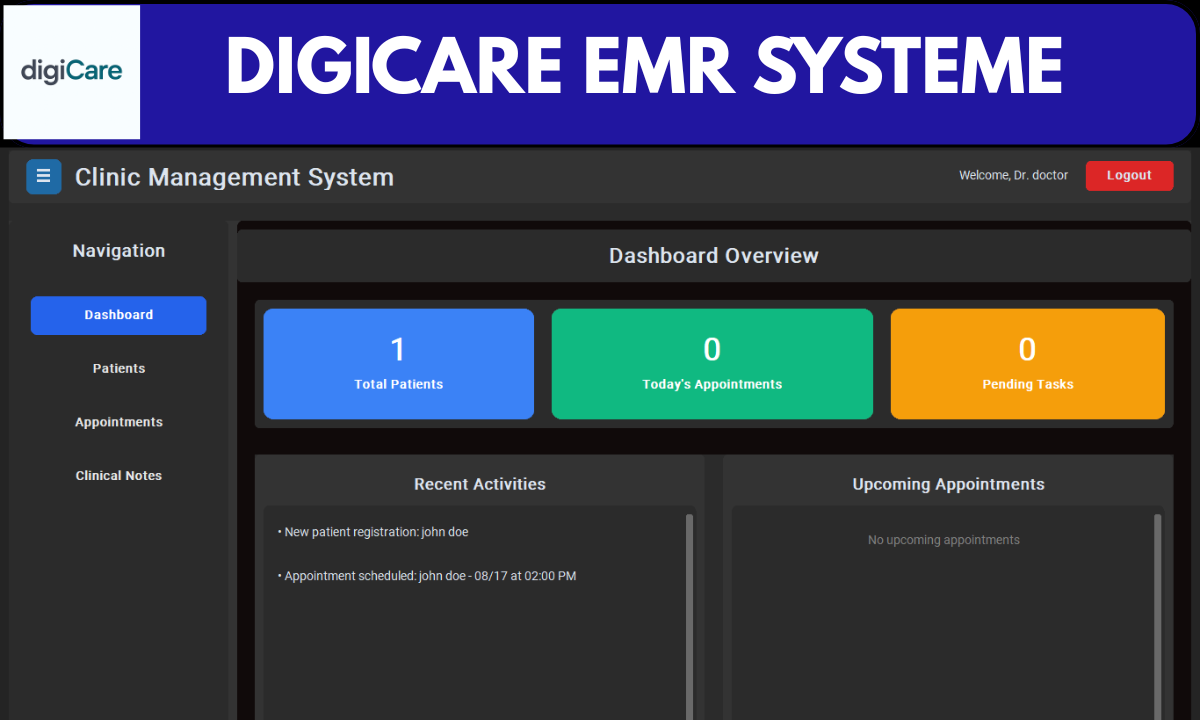 digiCare
DIGICARE EMR SYSTEME
Clinic Management System
Welcome, Dr. doctor
Logout
Navigation
Dashboard
Patients
Appointments
Clinical Notes
Dashboard Overview
1
Total Patients
0
Today's Appointments
0
Pending Tasks
Recent Activities
• New patient registration: john doe
• Appointment scheduled: john doe - 08/17 at 02:00 PM
Upcoming Appointments
No upcoming appointments